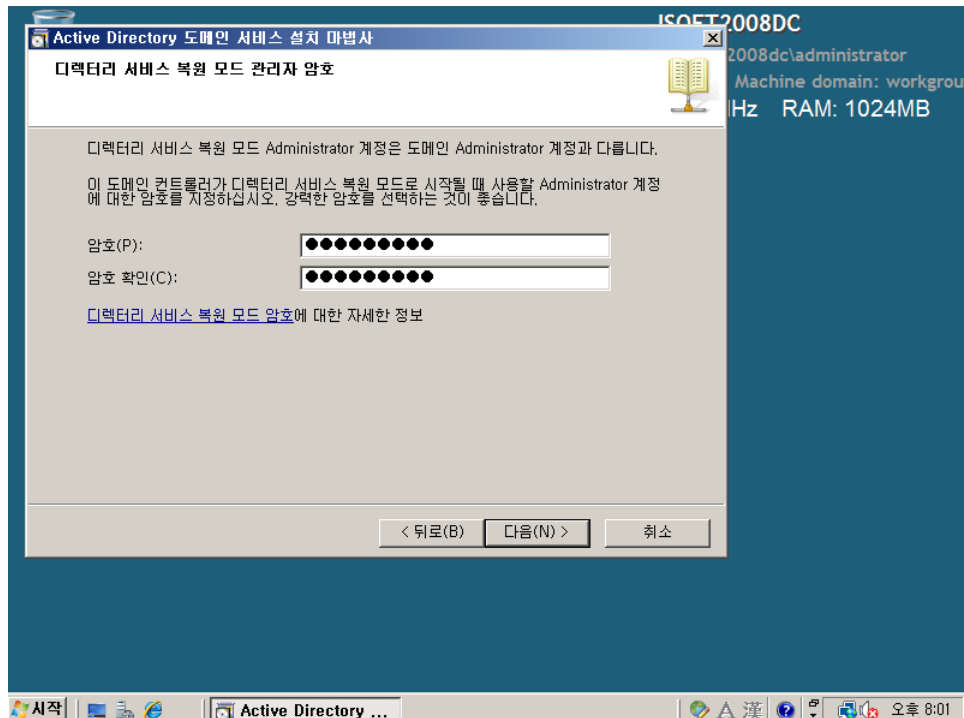 JSOFT2008DC
Active Directory 도메인 서비스 설치 마법사
2008dc\administrator
디렉터리 서비스 복원 모드 관리자 암호
Machine domain: workgrou
Hz RAM: 1024MB
디렉터리 서비스 복원 모드 Administrator 계정은 도메인 Administrator 계정과 다릅니다.
이 도메인 컨트롤러가 디렉터리 서비스 복원 모드로 시작될 때 사용할 Administrator 계정
에 대한 암호를 지정하십시오. 강력한 암호를 선택하는 것이 좋습니다.
암호(P):
암호 확인(C):
디렉터리 서비스 복원 모드 암호에 대한 자세한 정보
< 뒤로(B) 다음(N) > 취소
시작 Active Directory ... A 漢 오후 8:01